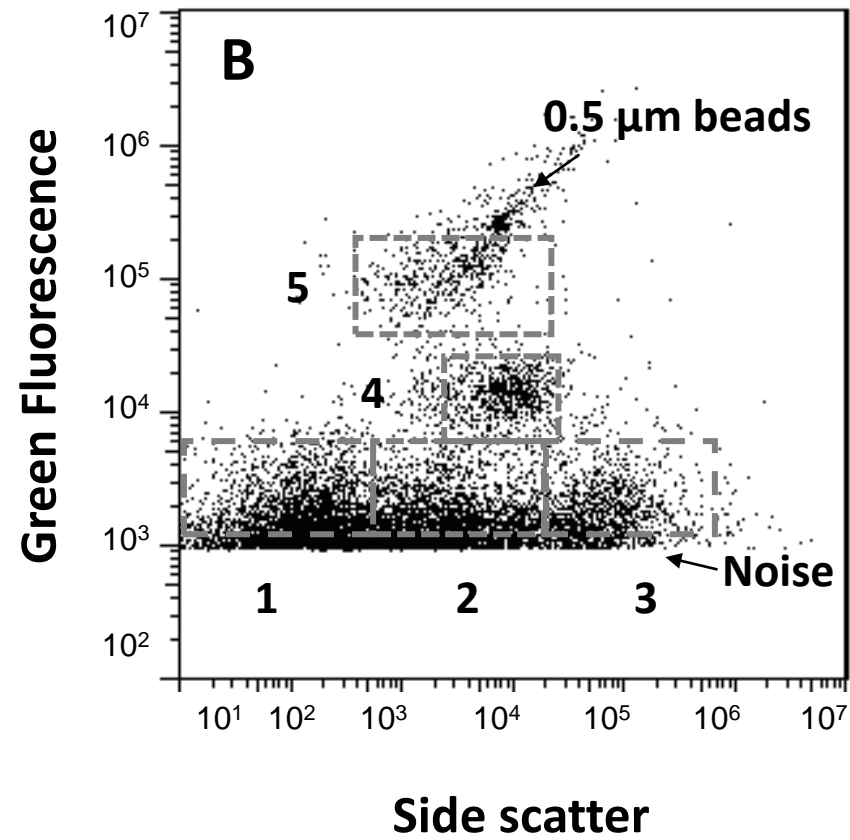 B
10⁷
0.5 µm beads
10⁶
5
10⁵
4
10⁴
10³
Noise
1 2 3
10²
10¹ 10² 10³ 10⁴ 10⁵ 10⁶ 10⁷
Green Fluorescence
Side scatter